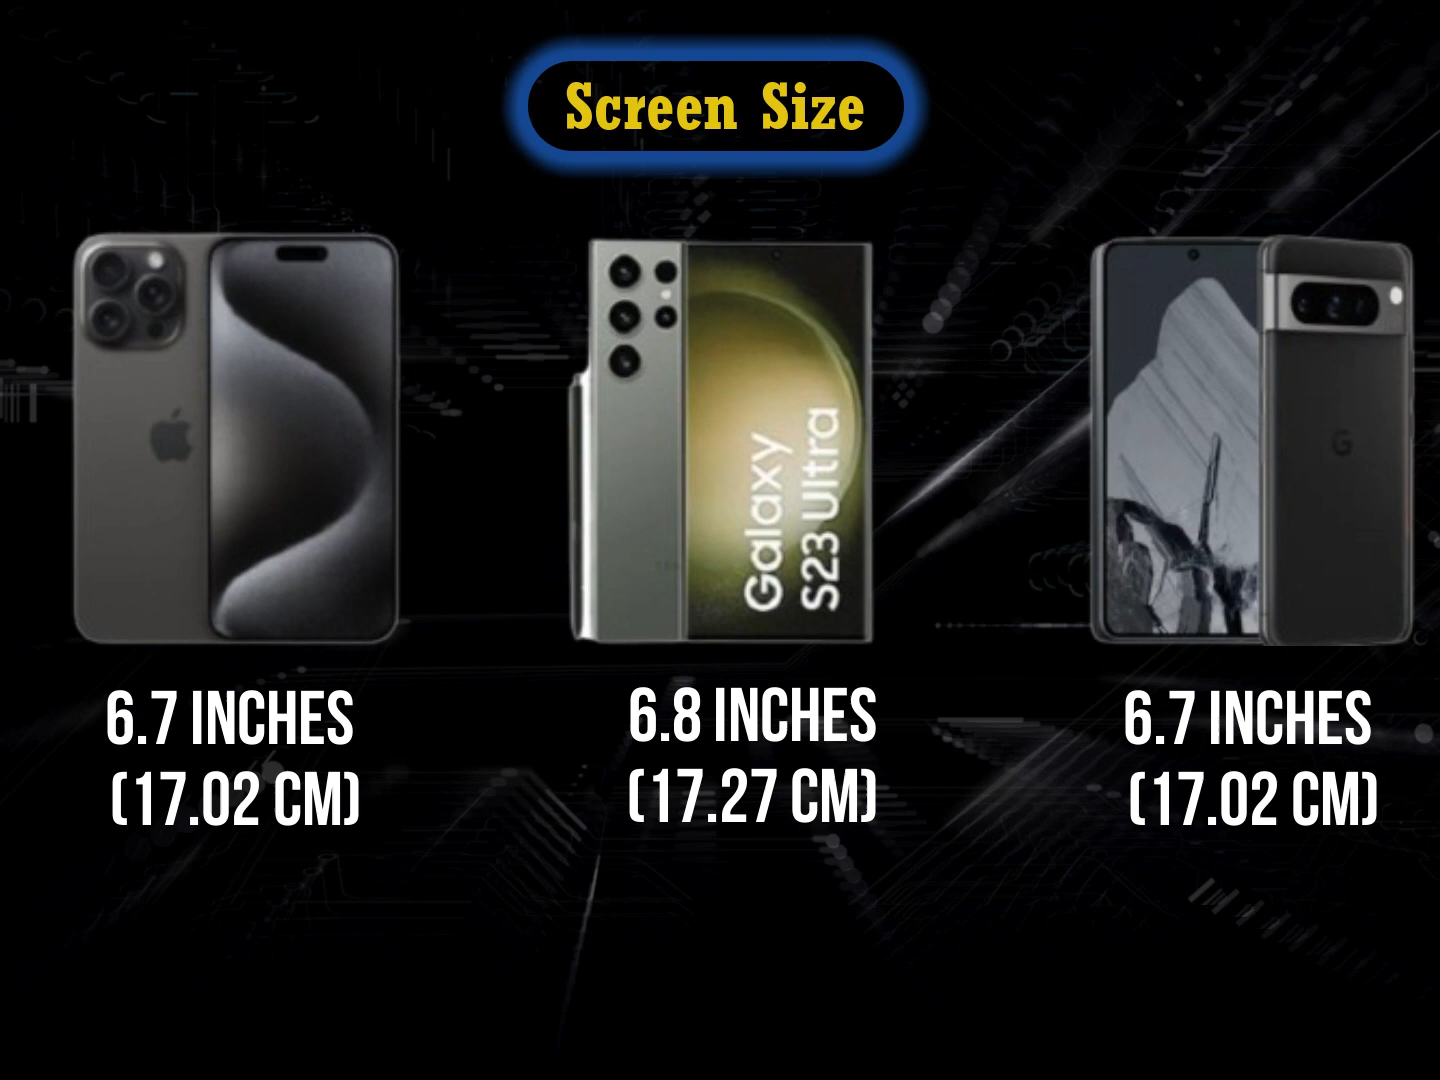 Screen Size
Galaxy
S23 Ultra
6.7 INCHES
(17.02 CM)
6.8 INCHES
(17.27 CM)
6.7 INCHES
(17.02 CM)